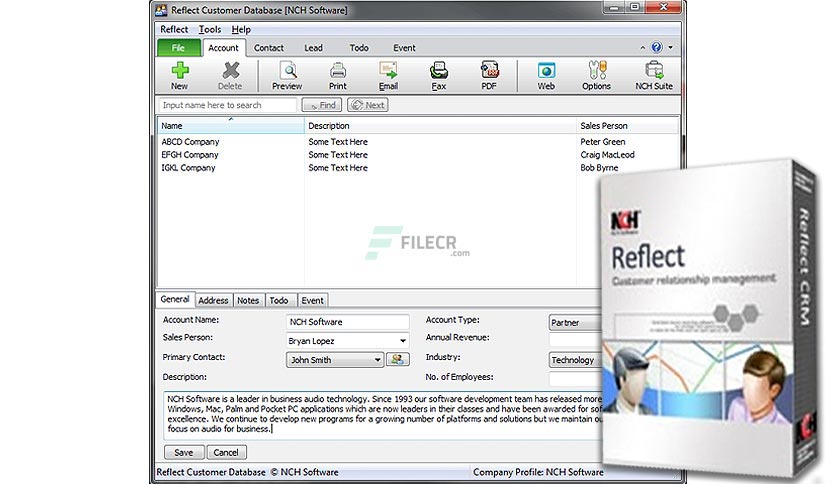 Reflect Customer Database [NCH Software]
Reflect Tools Help
File Account Contact Lead Todo Event
New Delete Preview Print Email Fax PDF Web Options NCH Suite
Input name here to search Find Next
Name Description Sales Person
ABCD Company Some Text Here Peter Green
EFGH Company Some Text Here Craig MacLeod
IGKL Company Some Text Here Bob Byrne
FILECR
.com
General Address Notes Todo Event
Account Name: NCH Software Account Type: Partner
Sales Person: Bryan Lopez Annual Revenue:
Primary Contact: John Smith Industry: Technology
Description: No. of Employees:
NCH Software is a leader in business audio technology. Since 1993 our software development team has released more
Windows, Mac, Palm and Pocket PC applications which are now leaders in their classes and have been awarded for
excellence. We continue to develop new programs for a growing number of platforms and solutions but we maintain
focus on audio for business.
Save Cancel
Reflect Customer Database © NCH Software Company Profile: NCH Software
NCH
Reflect
Customer relationship management
Reflect CRM
NCH